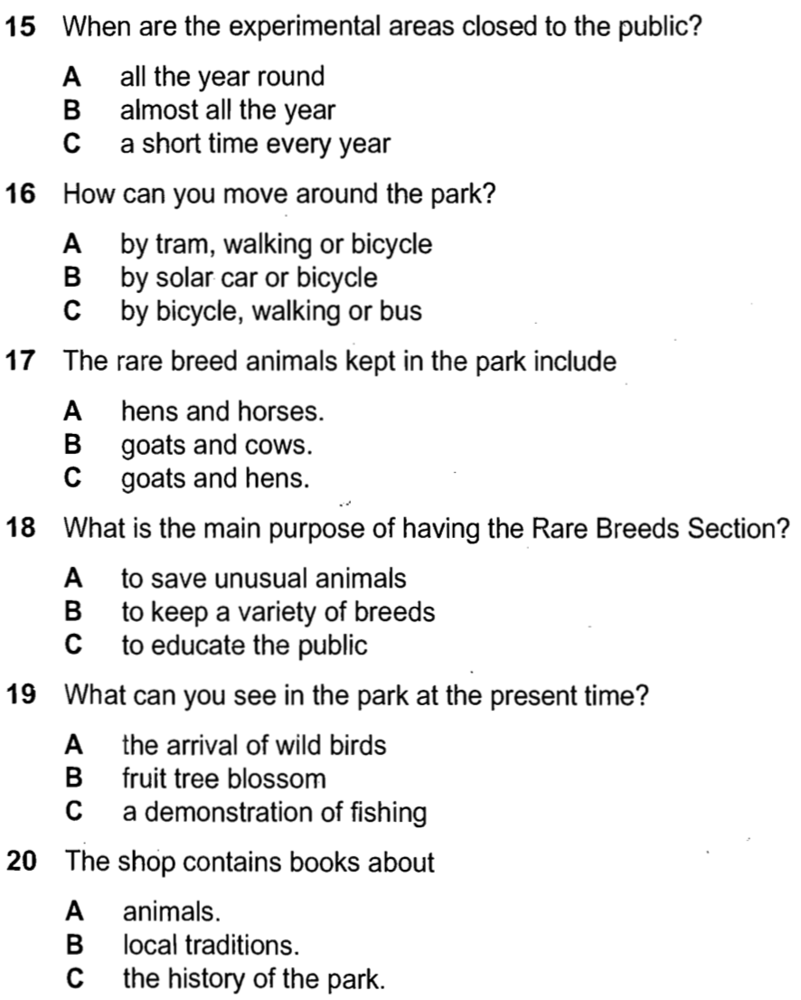 15 When are the experimental areas closed to the public?
A all the year round
B almost all the year
C a short time every year
16 How can you move around the park?
A by tram, walking or bicycle
B by solar car or bicycle
C by bicycle, walking or bus
17 The rare breed animals kept in the park include
A hens and horses.
B goats and cows.
C goats and hens.
18 What is the main purpose of having the Rare Breeds Section?
A to save unusual animals
B to keep a variety of breeds
C to educate the public
19 What can you see in the park at the present time?
A the arrival of wild birds
B fruit tree blossom
C a demonstration of fishing
20 The shop contains books about
A animals.
B local traditions.
C the history of the park.